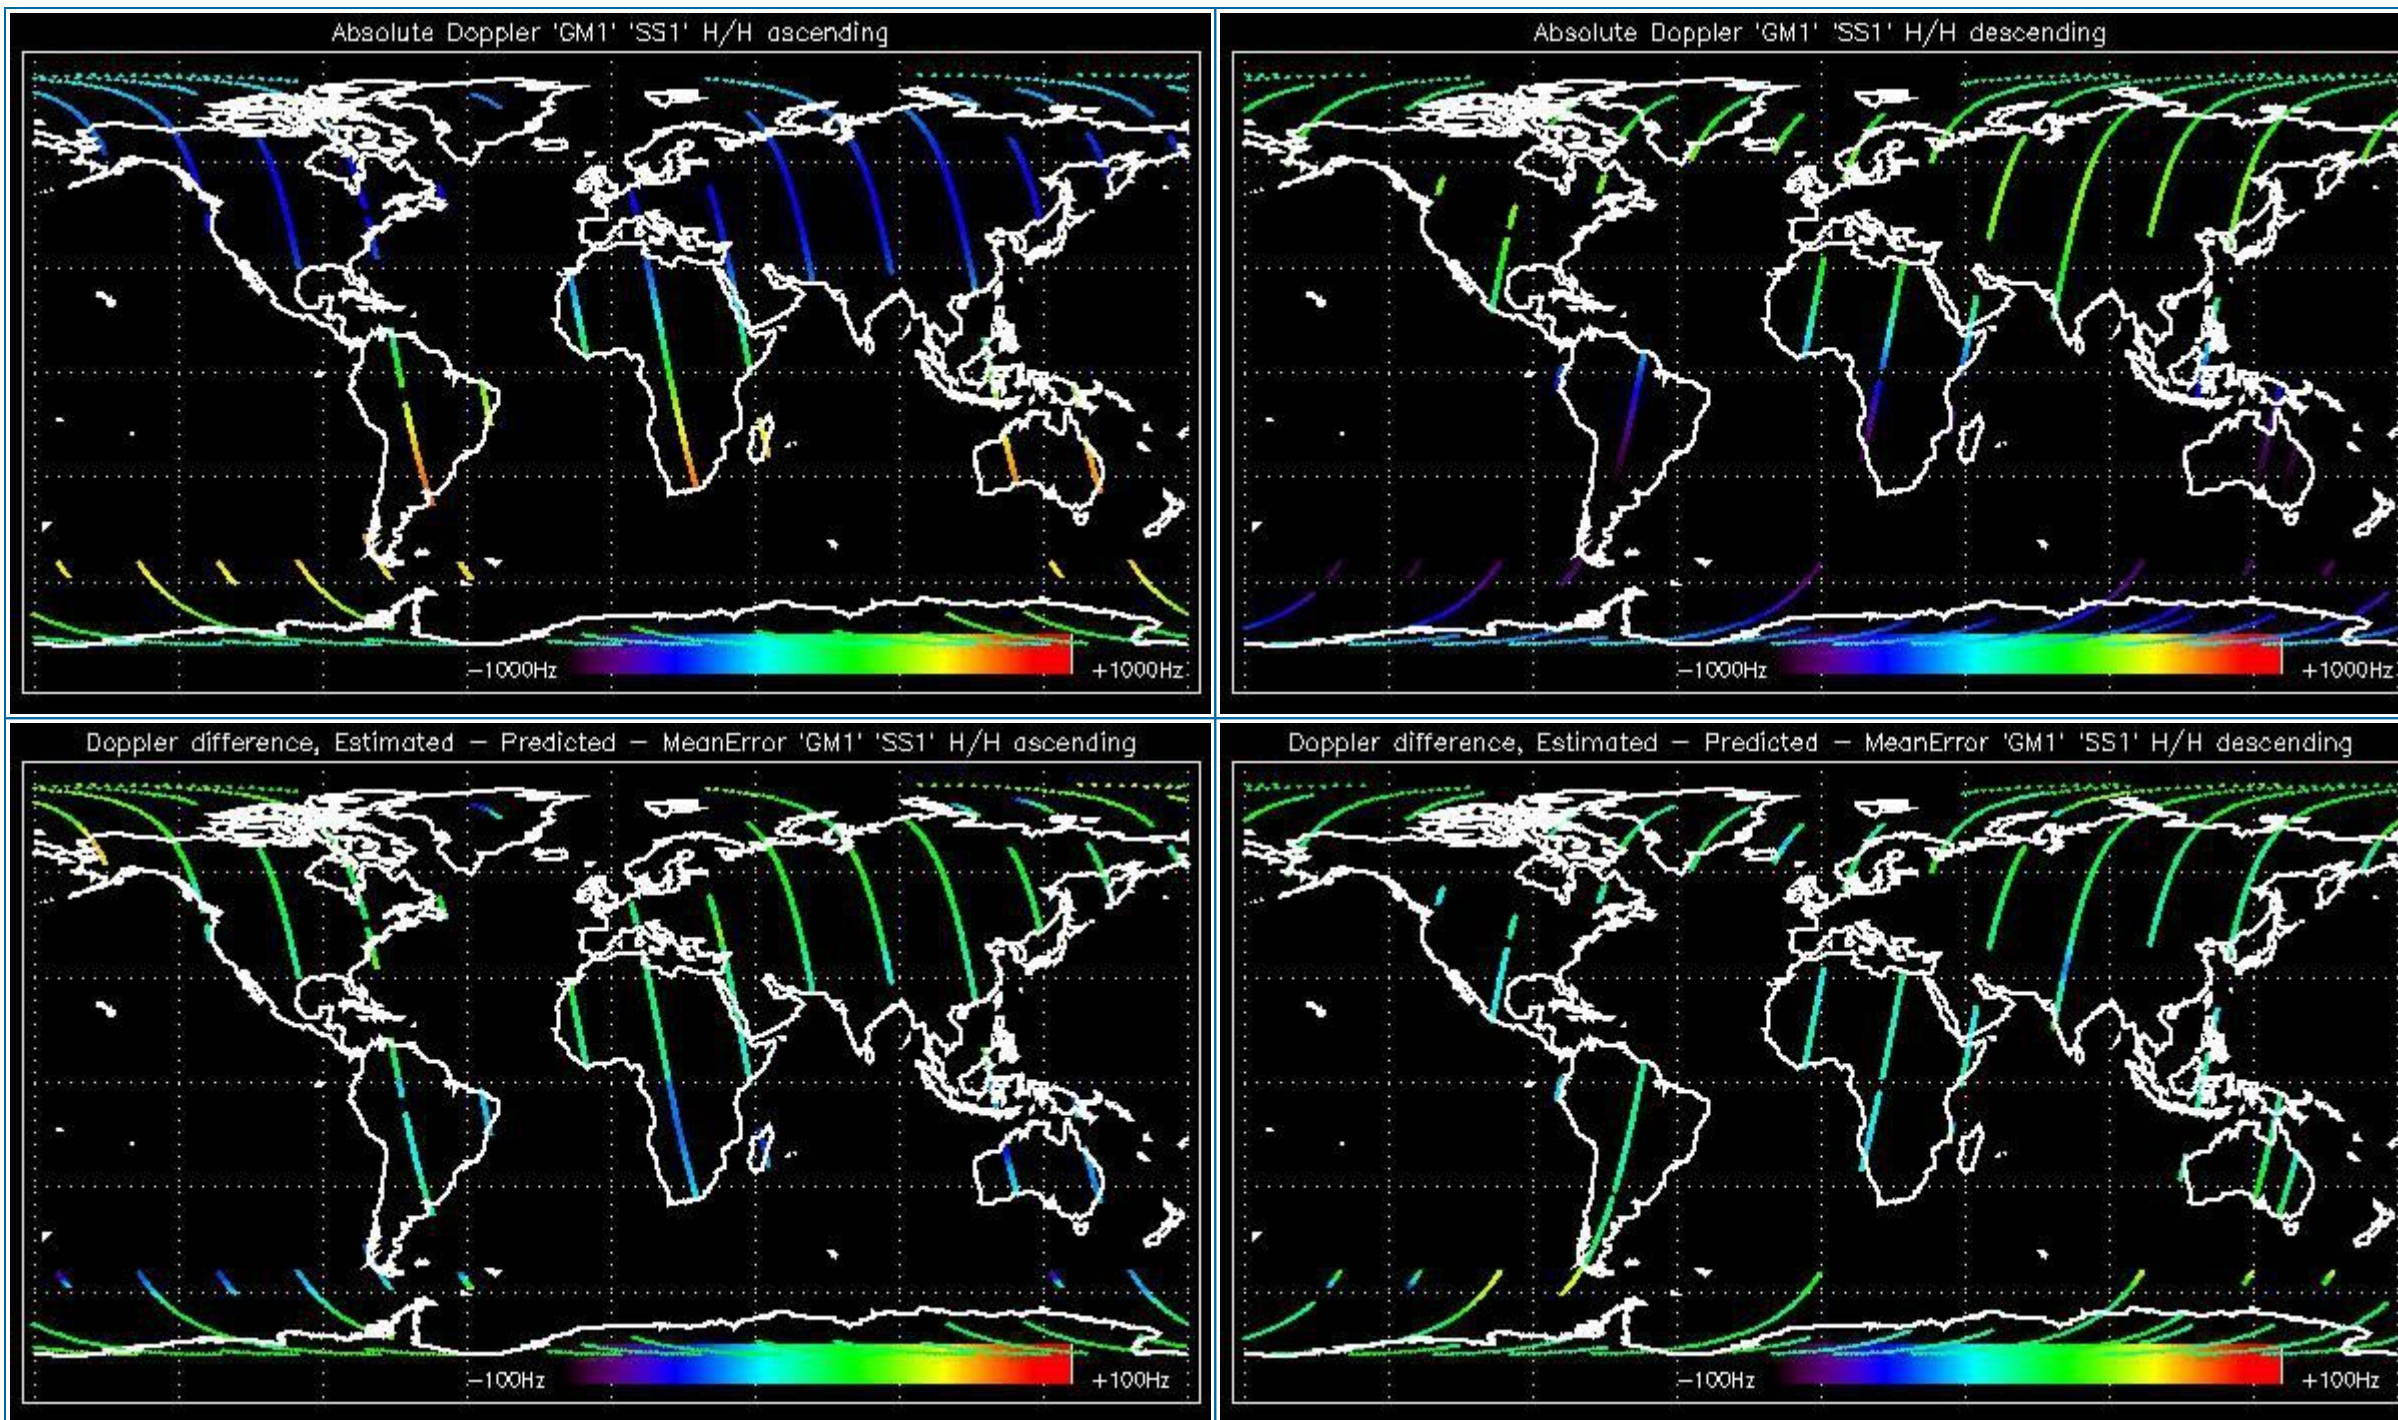 Absolute Doppler 'GM1' 'SS1' H/H ascending
-1000Hz
+1000Hz
Absolute Doppler 'GM1' 'SS1' H/H descending
-1000Hz
+1000Hz
Doppler difference, Estimated - Predicted - MeanError 'GM1' 'SS1' H/H ascending
-100Hz
+100Hz
Doppler difference, Estimated - Predicted - MeanError 'GM1' 'SS1' H/H descending
-100Hz
+100Hz